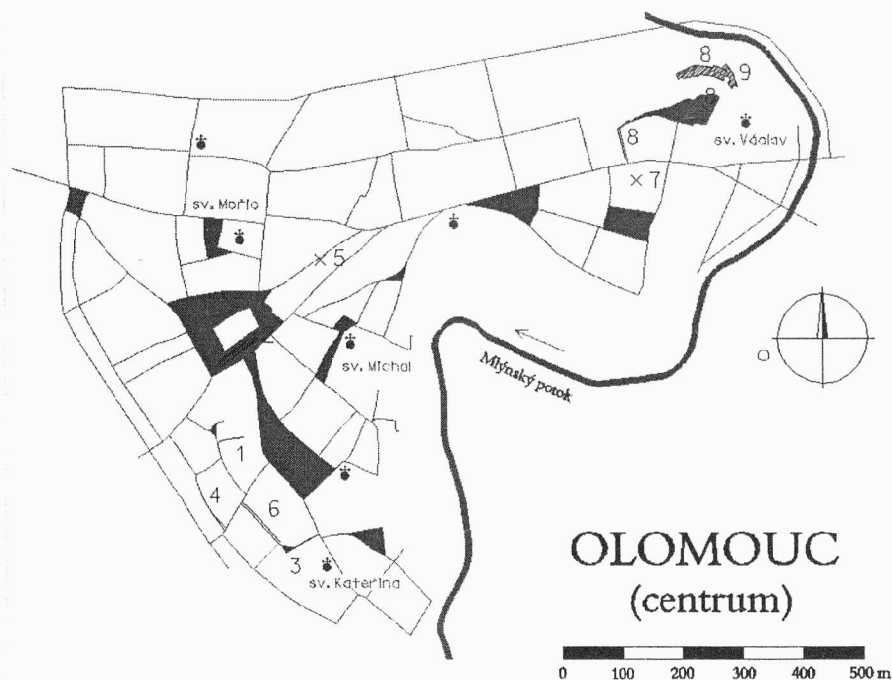 8
9
8
8
sv. Václav
×7
sv. Mořic
×5
sv. Michal
Mlýnský potok
O
1
4
6
3
sv. Kateřina
OLOMOUC
(centrum)
0 100 200 300 400 500 m